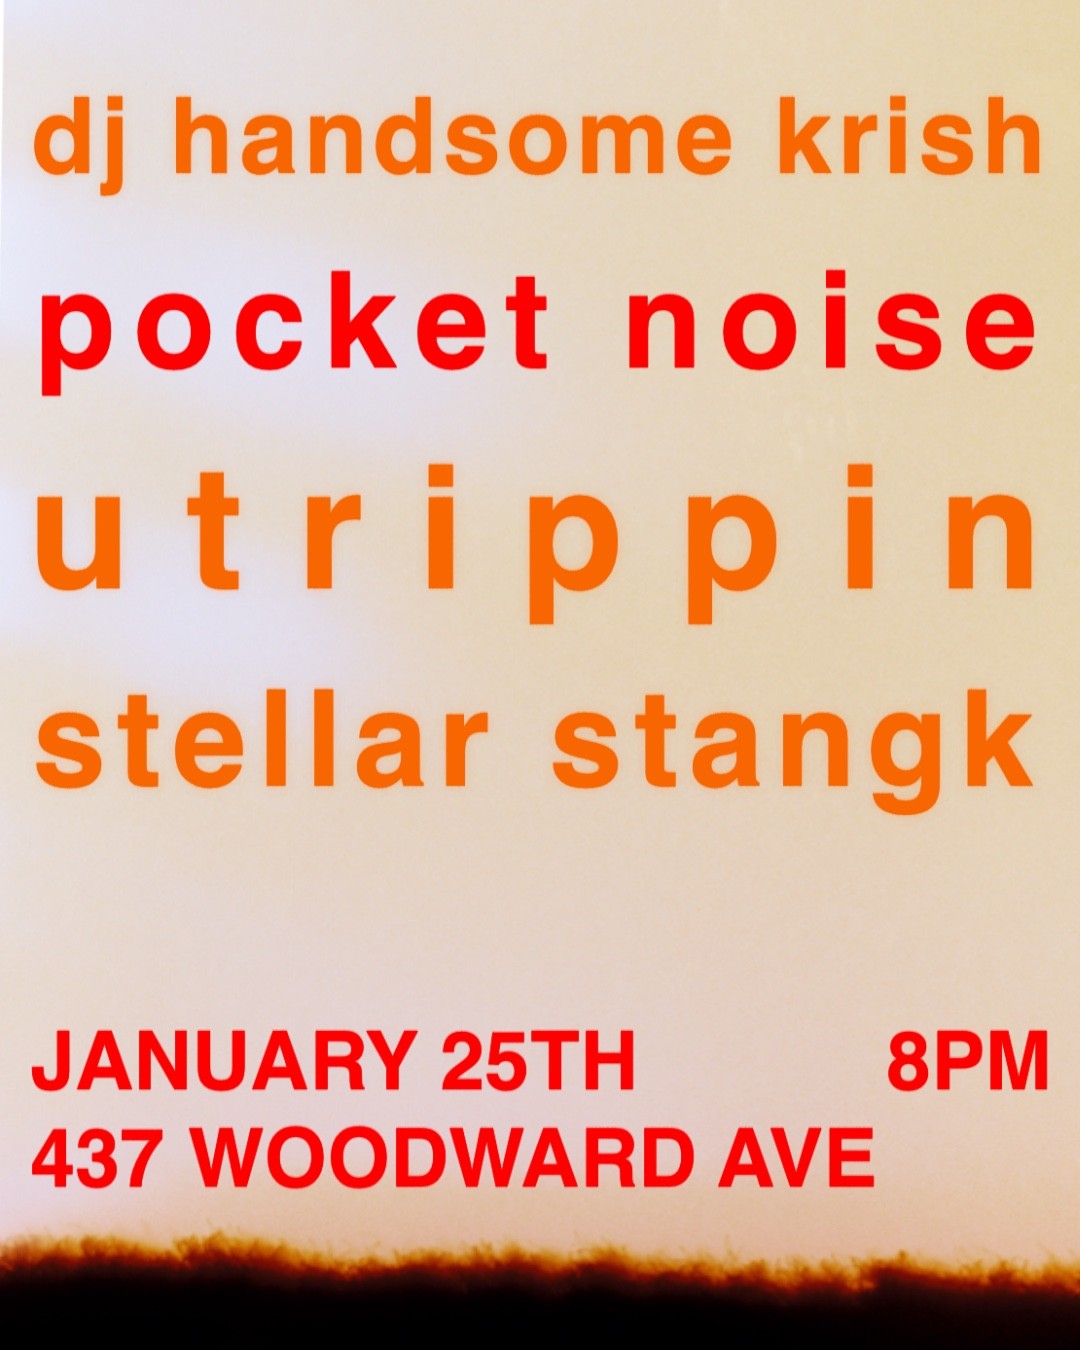 dj handsome krish
pocket noise
utrippin
stellar stangk
JANUARY 25TH 8PM
437 WOODWARD AVE